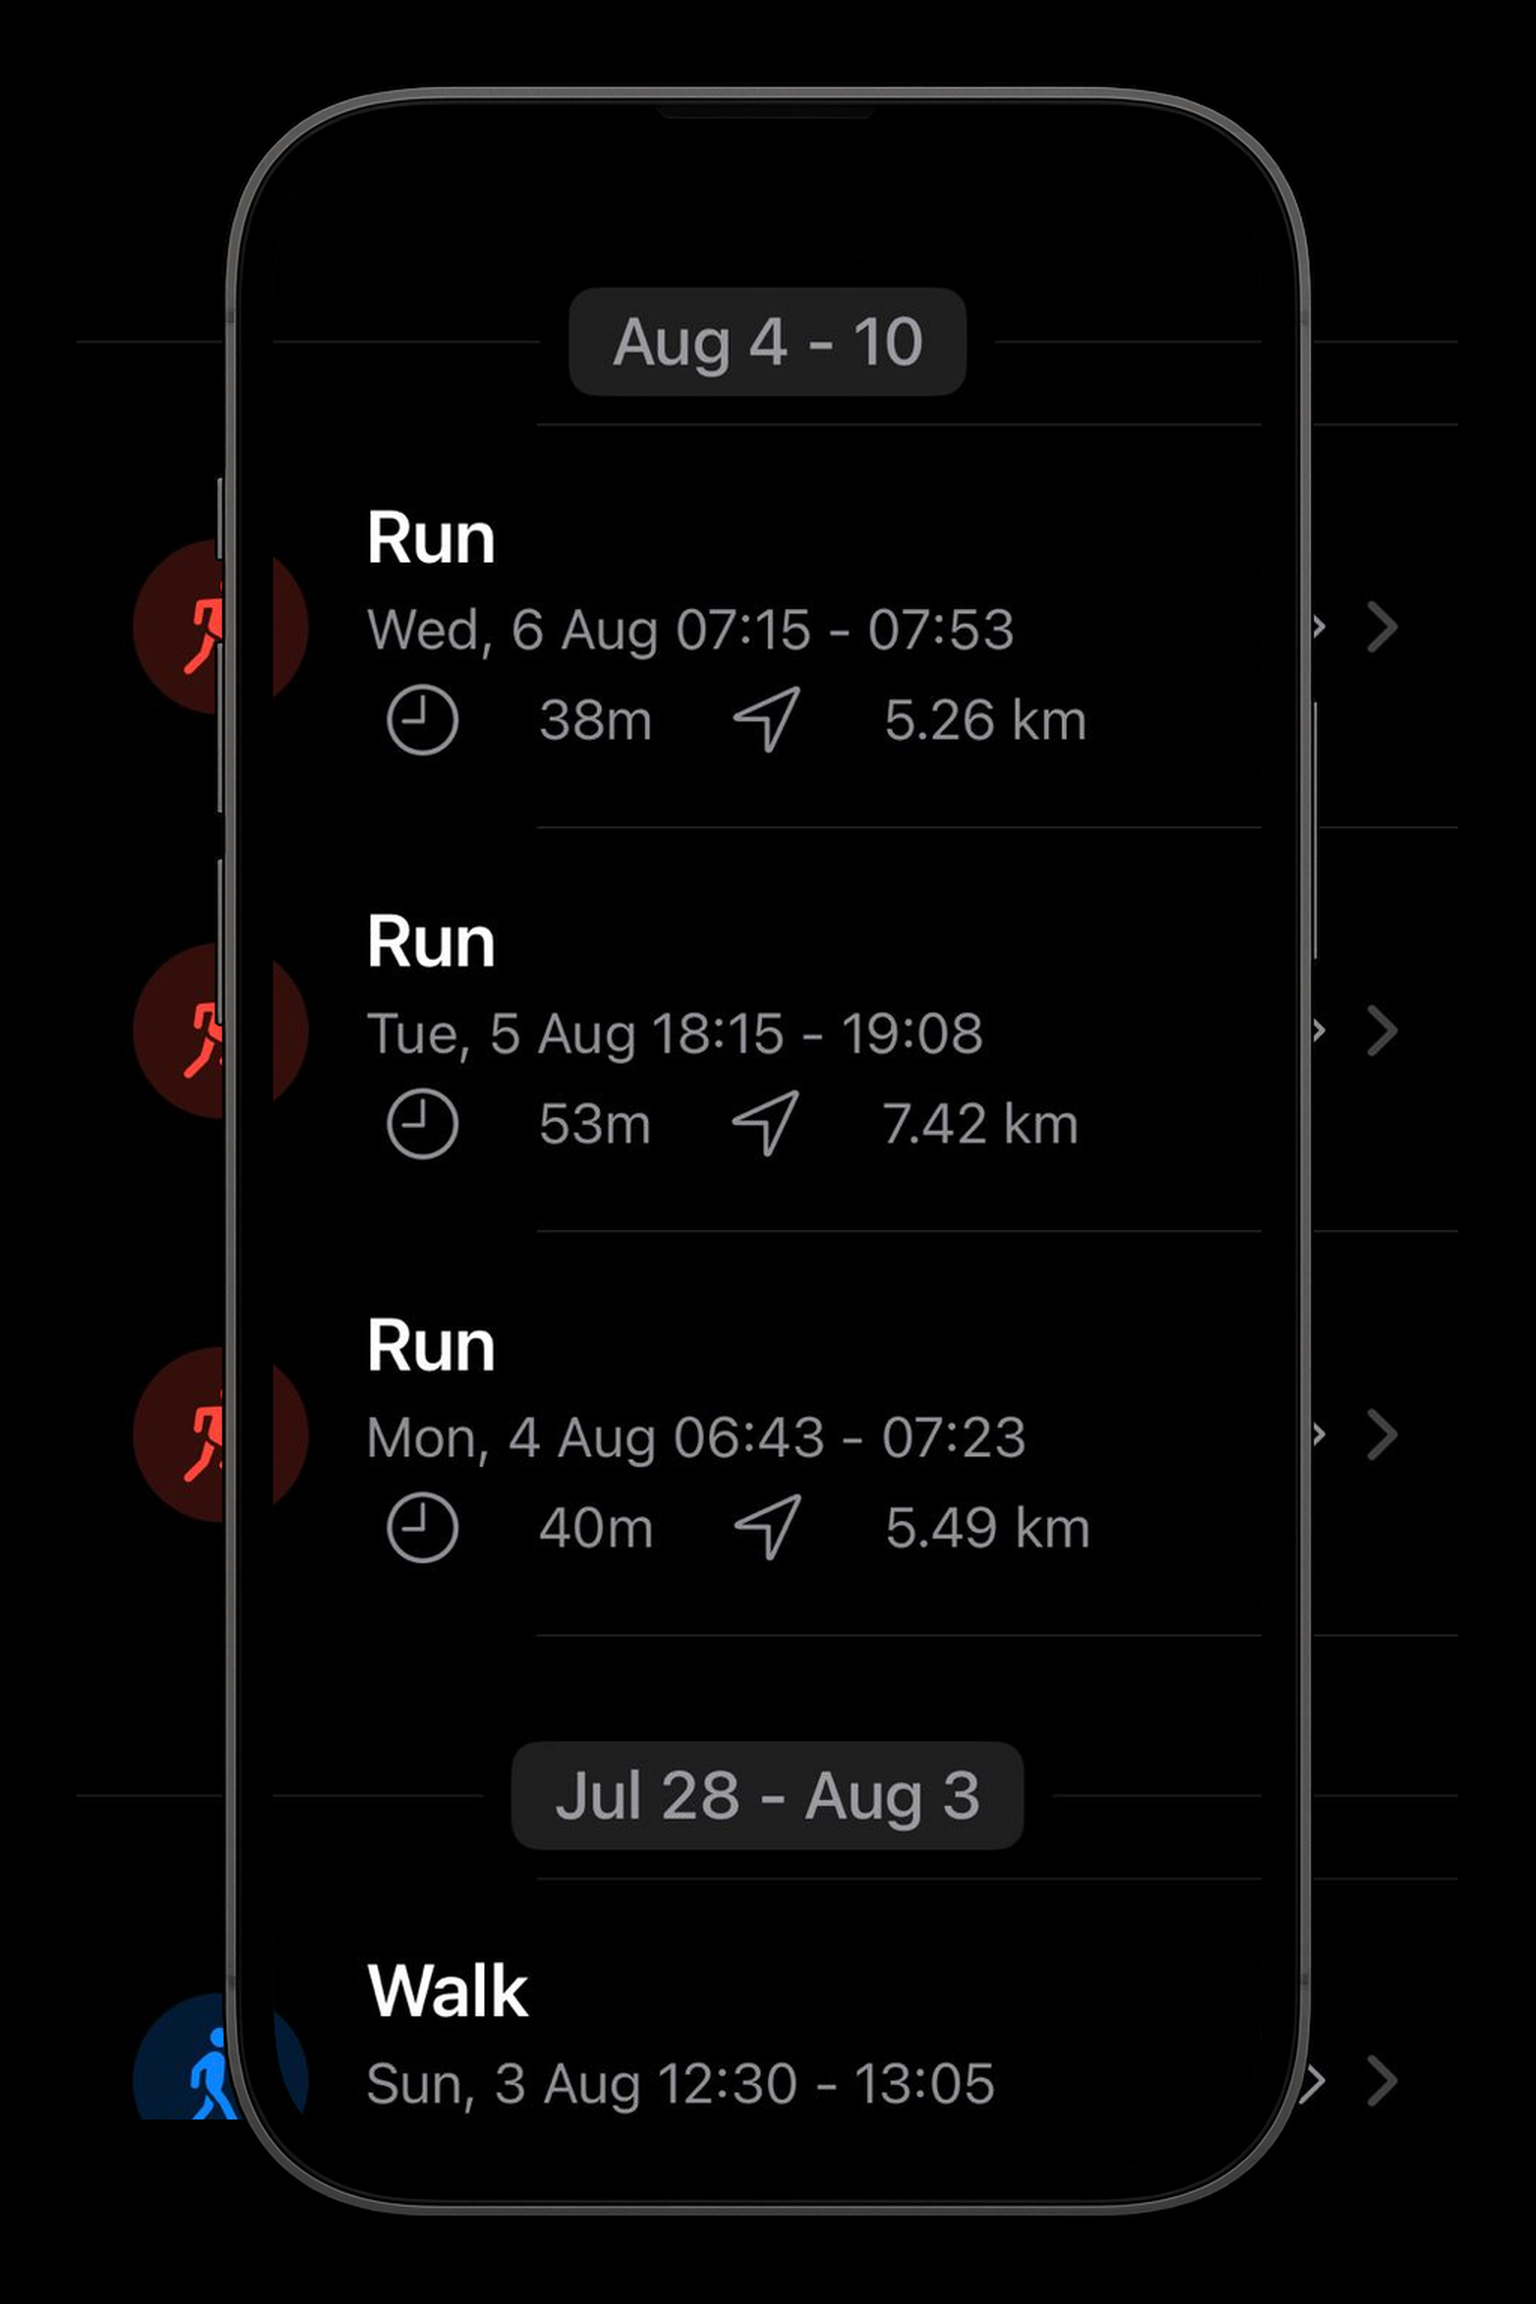 Aug 4 - 10
Run
Wed, 6 Aug 07:15 - 07:53
38m 5.26 km
Run
Tue, 5 Aug 18:15 - 19:08
53m 7.42 km
Run
Mon, 4 Aug 06:43 - 07:23
40m 5.49 km
Jul 28 - Aug 3
Walk
Sun, 3 Aug 12:30 - 13:05